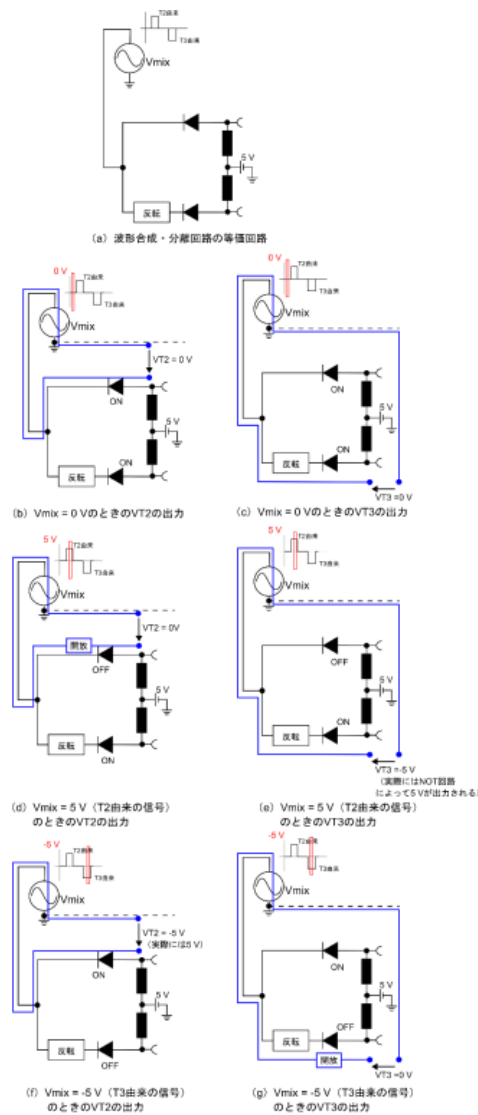 T2由来
T3由来
Vmix
5 V
反転
(a) 波形合成・分離回路の等価回路
0 V
T2由来
T3由来
Vmix
VT2 = 0 V
ON
5 V
ON
反転
(b) Vmix = 0 VのときのVT2の出力
0 V
T2由来
T3由来
Vmix
ON
5 V
ON
反転
VT3 =0 V
(c) Vmix = 0 VのときのVT3の出力
5 V
T2由来
T3由来
Vmix
VT2 = 0V
開放
OFF
5 V
ON
反転
(d) Vmix = 5 V（T2由来の信号）
のときのVT2の出力
5 V
T2由来
T3由来
Vmix
OFF
5 V
ON
反転
VT3 =-5 V
（実際にはNOT回路
によって5 Vが出力される
(e) Vmix = 5 V（T2由来の信号）
のときのVT3の出力
-5 V
T2由来
T3由来
Vmix
VT2 = -5 V
（実際には5 V）
ON
5 V
反転
OFF
(f) Vmix = -5 V（T3由来の信号）
のときのVT2の出力
-5 V
T2由来
T3由来
Vmix
ON
5 V
OFF
反転
開放
VT3 =0 V
(g) Vmix = -5 V（T3由来の信号）
のときのVT3の出力